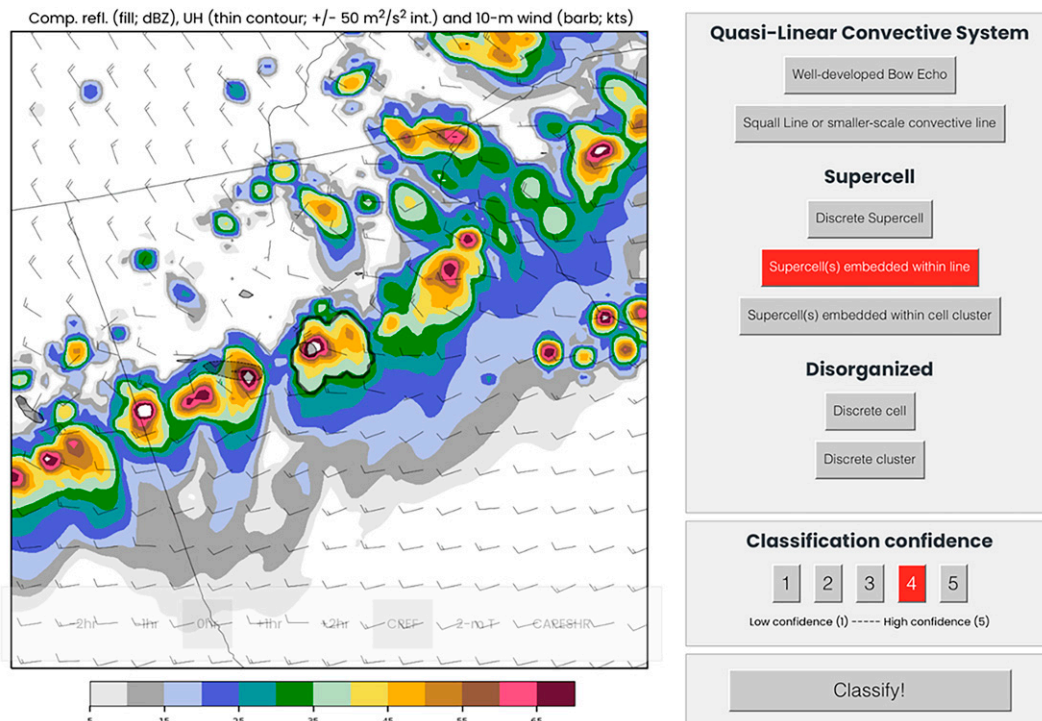 Comp. refl. (fill; dBZ), UH (thin contour; +/- 50 m²/s² int.) and 10-m wind (barb; kts)
-2hr -1hr 0hr +1hr +2hr CREF 2-m T CAPESHR
5 15 25 35 45 55 65
Quasi-Linear Convective System
Well-developed Bow Echo
Squall Line or smaller-scale convective line
Supercell
Discrete Supercell
Supercell(s) embedded within line
Supercell(s) embedded within cell cluster
Disorganized
Discrete cell
Discrete cluster
Classification confidence
1 2 3 4 5
Low confidence (1) ----- High confidence (5)
Classify!